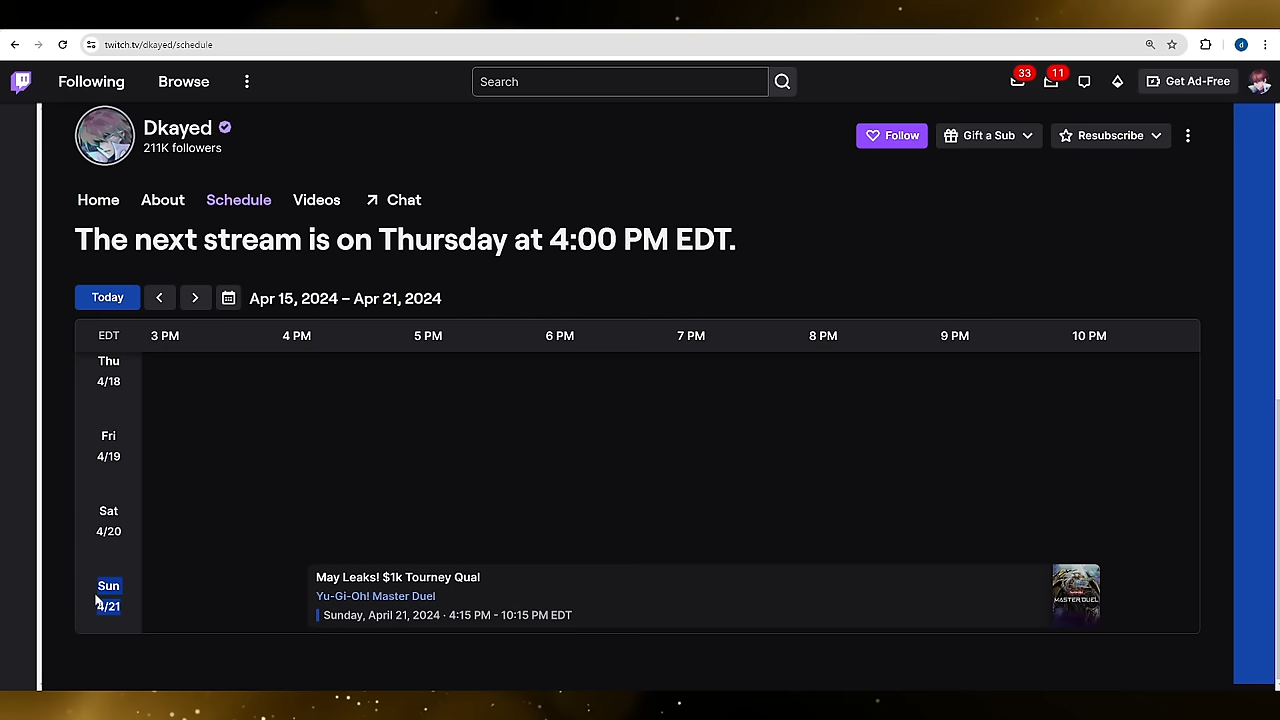 twitch.tv/dkayed/schedule
d
Following Browse Search 33 11 Get Ad-Free
Dkayed
211K followers
Follow Gift a Sub Resubscribe
Home About Schedule Videos Chat
The next stream is on Thursday at 4:00 PM EDT.
Today Apr 15, 2024 – Apr 21, 2024
EDT 3 PM 4 PM 5 PM 6 PM 7 PM 8 PM 9 PM 10 PM
Thu
4/18
Fri
4/19
Sat
4/20
Sun
4/21
May Leaks! $1k Tourney Qual
Yu-Gi-Oh! Master Duel
Sunday, April 21, 2024 · 4:15 PM - 10:15 PM EDT
MASTER DUEL